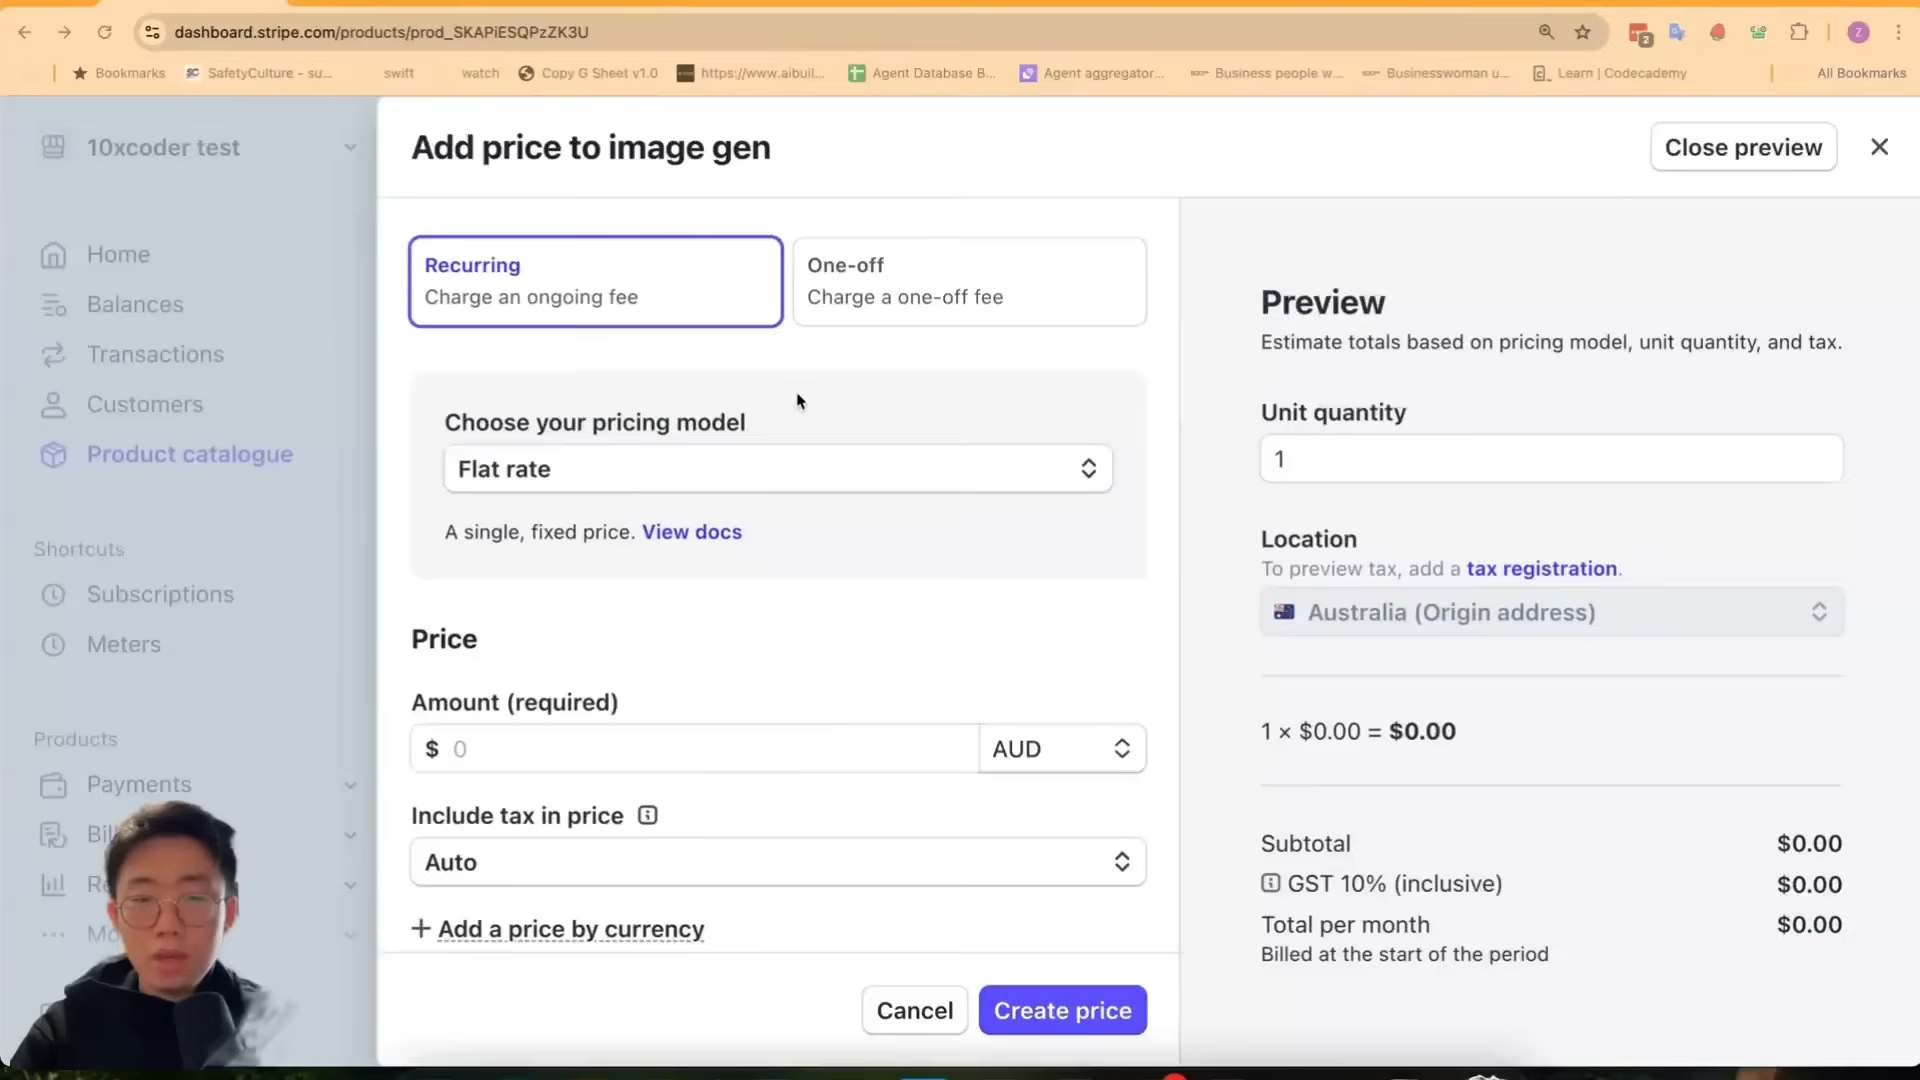 dashboard.stripe.com/products/prod_SKAPiESQPzZK3U
2
Z
Bookmarks
SafetyCulture - su...
swift
watch
Copy G Sheet v1.0
https://www.aibuil...
Agent Database B...
Agent aggregator...
Business people w...
Businesswoman u...
Learn | Codecademy
All Bookmarks
10xcoder test
Home
Balances
Transactions
Customers
Product catalogue
Shortcuts
Subscriptions
Meters
Products
Payments
Bil
Re
Mo
Add price to image gen
Close preview
Recurring
Charge an ongoing fee
One-off
Charge a one-off fee
Choose your pricing model
Flat rate
A single, fixed price. View docs
Price
Amount (required)
$ 0
AUD
Include tax in price
Auto
+ Add a price by currency
Cancel
Create price
Preview
Estimate totals based on pricing model, unit quantity, and tax.
Unit quantity
1
Location
To preview tax, add a tax registration.
Australia (Origin address)
1 × $0.00 = $0.00
Subtotal $0.00
GST 10% (inclusive) $0.00
Total per month $0.00
Billed at the start of the period